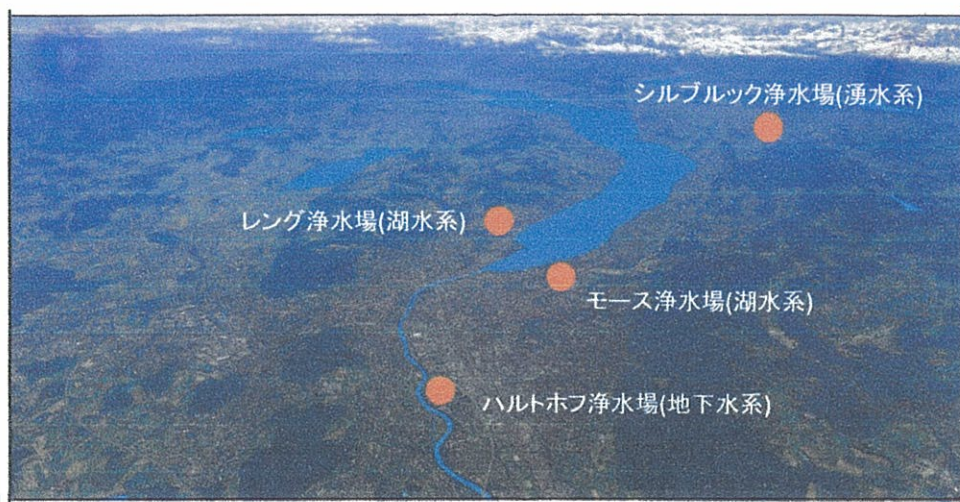 シルブルック浄水場(湧水系)
レング浄水場(湖水系)
モース浄水場(湖水系)
ハルトホフ浄水場(地下水系)